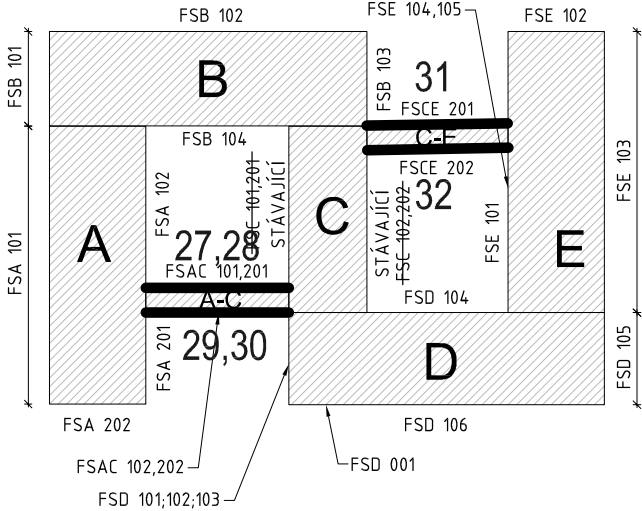 FSB 102
FSE 104,105
FSE 102
FSB 101
FSB 103
31
B
FSCE 201
C-E
FSB 104
FSCE 202
32
FSA 101
A
FSA 102
FSC 101,201
STÁVAJÍCÍ
C
STÁVAJÍCÍ
FSC 102,202
FSE 101
E
FSE 103
27,28
FSAC 101,201
A-C
29,30
FSA 201
FSD 104
D
FSD 105
FSA 202
FSD 106
FSAC 102,202
FSD 001
FSD 101;102;103